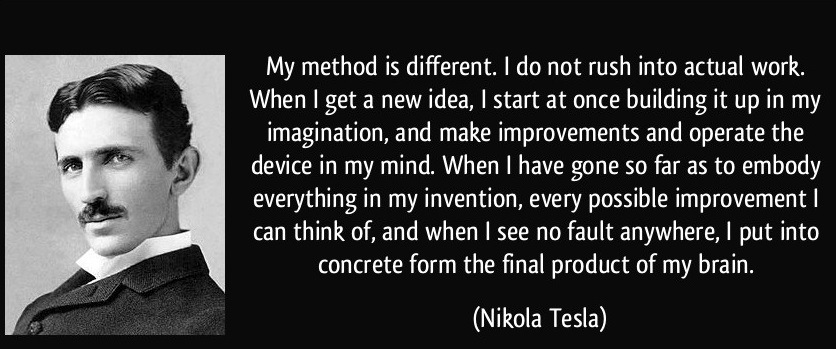 My method is different. I do not rush into actual work.
When I get a new idea, I start at once building it up in my
imagination, and make improvements and operate the
device in my mind. When I have gone so far as to embody
everything in my invention, every possible improvement I
can think of, and when I see no fault anywhere, I put into
concrete form the final product of my brain.
(Nikola Tesla)